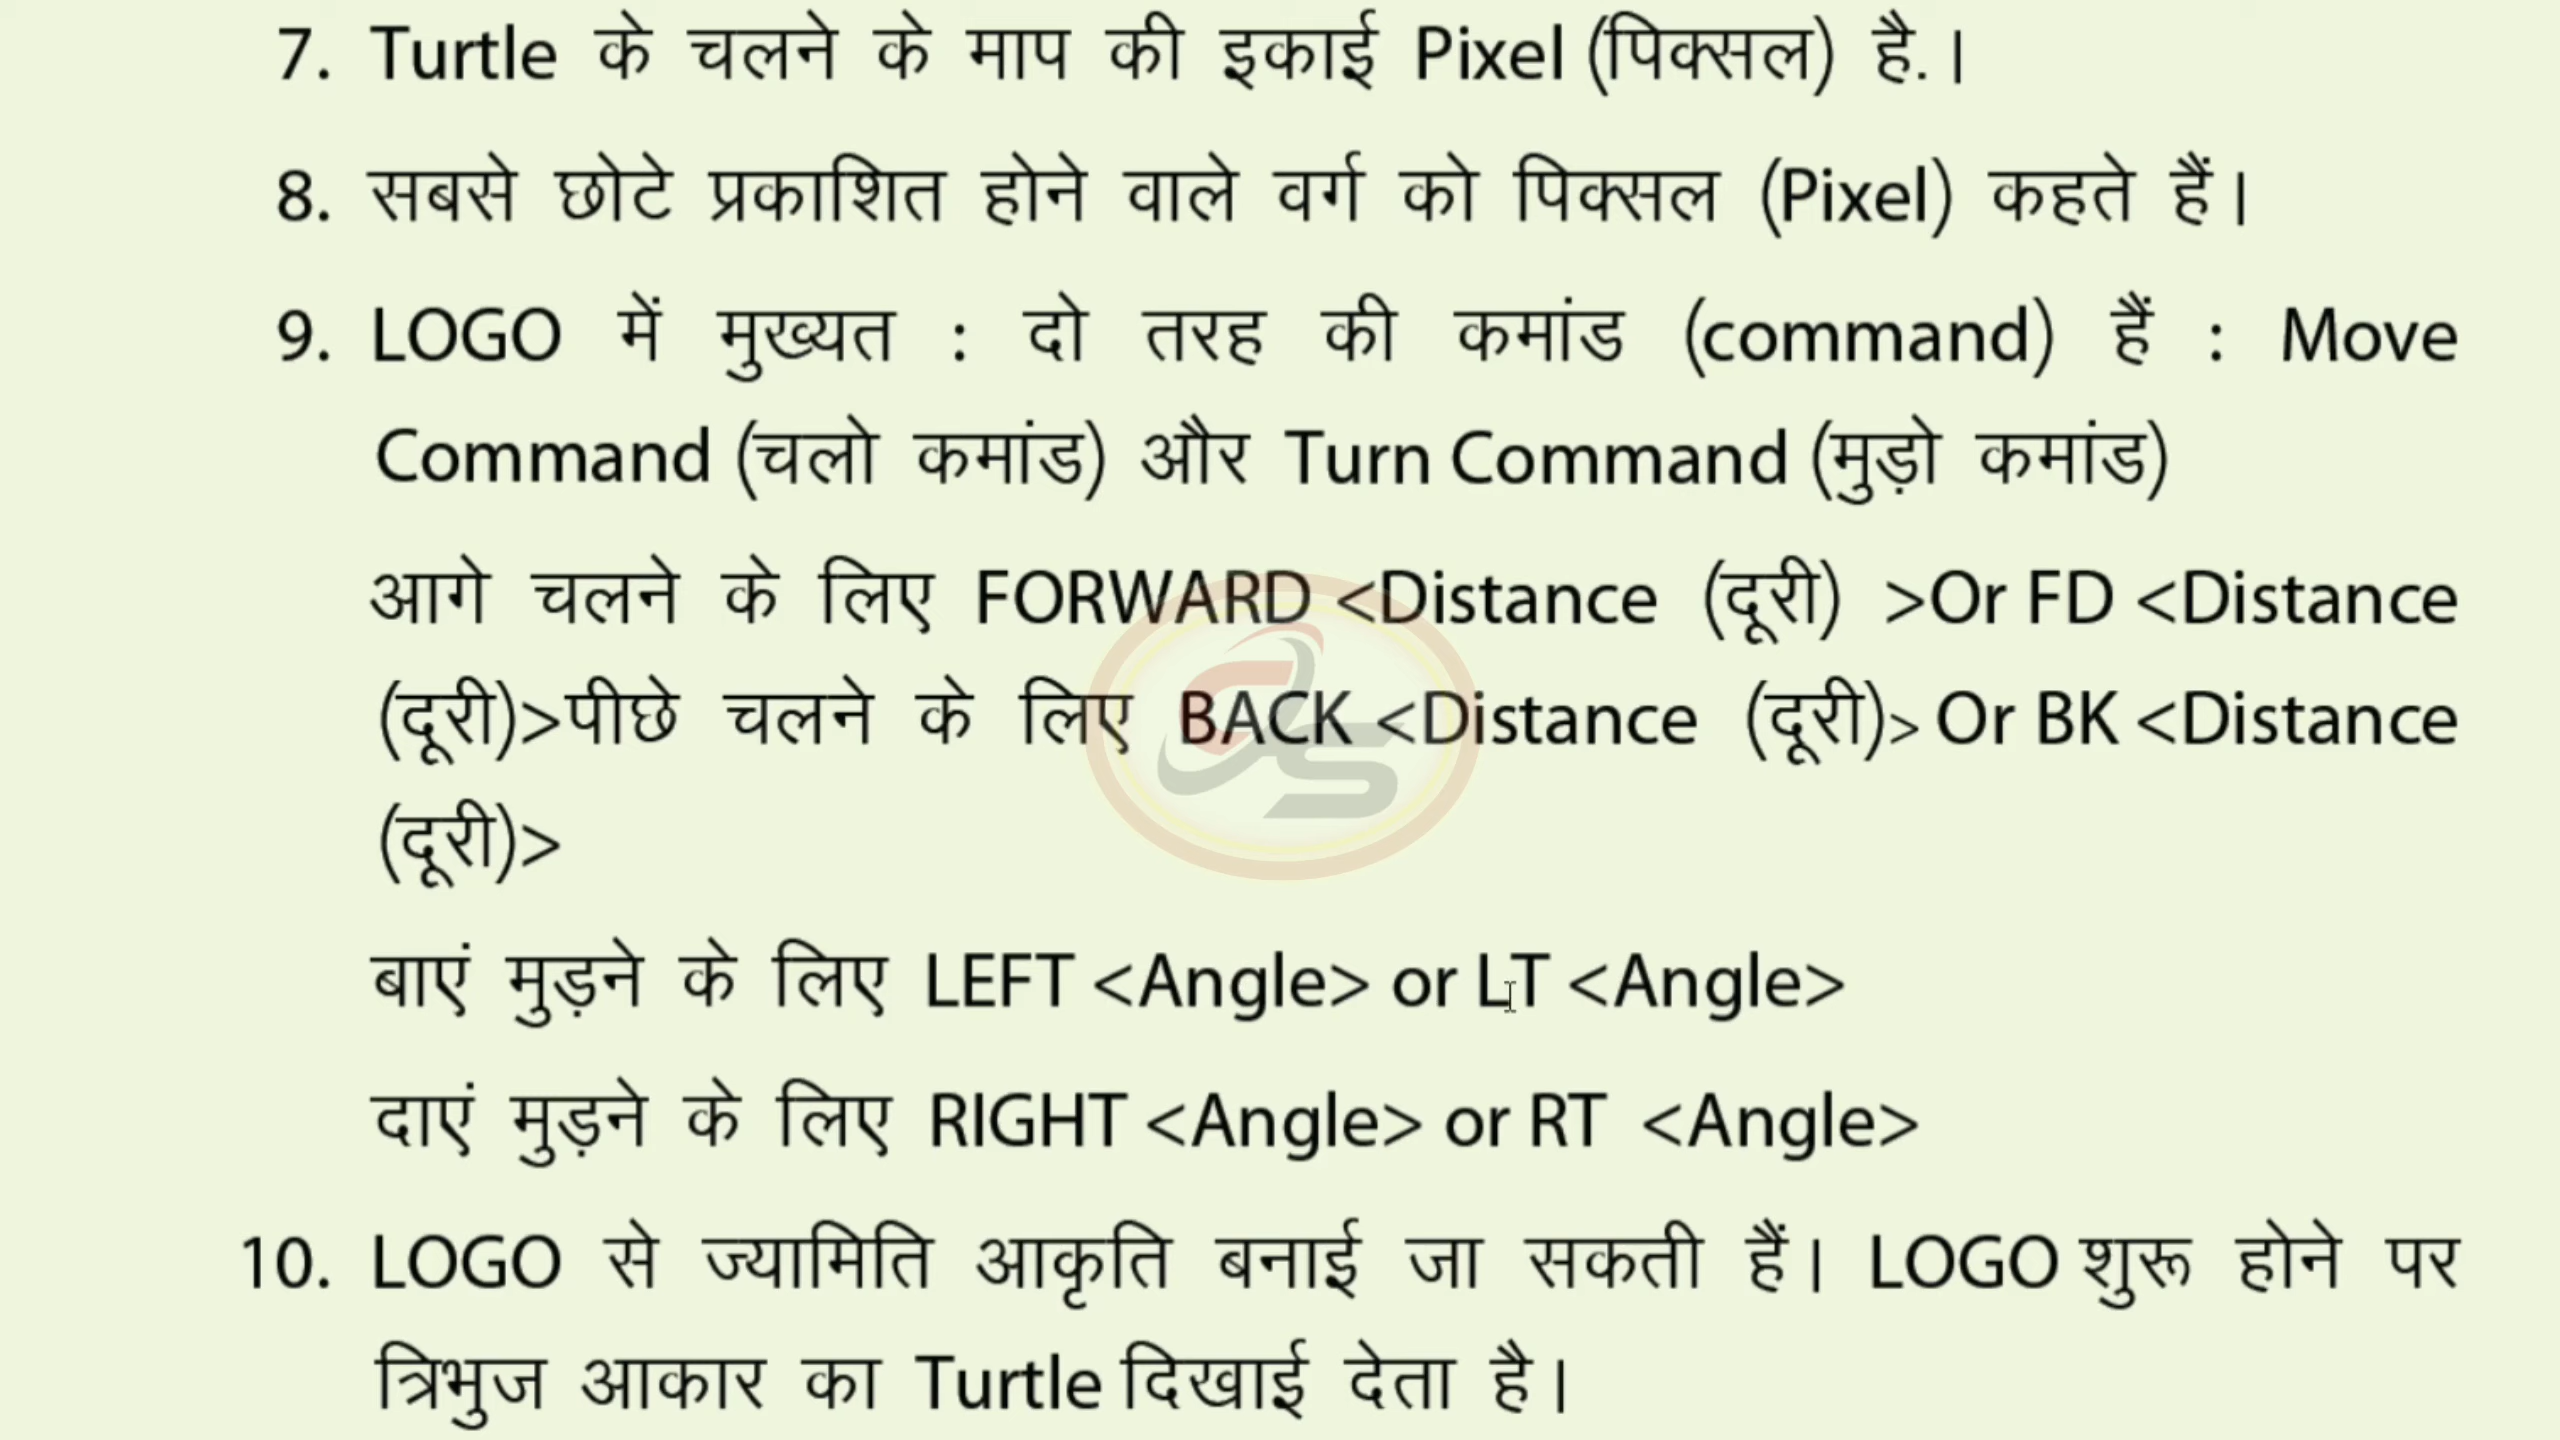 7. Turtle के चलने के माप की इकाई Pixel (पिक्सल) है.।
8. सबसे छोटे प्रकाशित होने वाले वर्ग को पिक्सल (Pixel) कहते हैं।
9. LOGO में मुख्यत : दो तरह की कमांड (command) हैं : Move
Command (चलो कमांड) और Turn Command (मुड़ो कमांड)
आगे चलने के लिए FORWARD <Distance (दूरी) >Or FD <Distance
(दूरी)>पीछे चलने के लिए BACK <Distance (दूरी)> Or BK <Distance
(दूरी)>
बाएं मुड़ने के लिए LEFT <Angle> or LT <Angle>
दाएं मुड़ने के लिए RIGHT <Angle> or RT <Angle>
10. LOGO से ज्यामिति आकृति बनाई जा सकती हैं। LOGO शुरू होने पर
त्रिभुज आकार का Turtle दिखाई देता है।